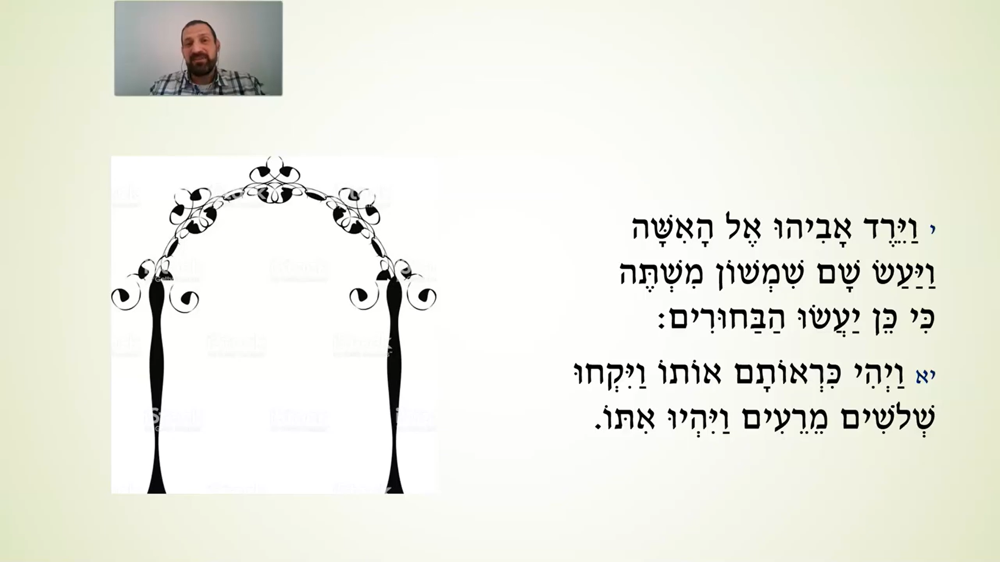 י וַיֵּרֶד אָבִיהוּ אֶל הָאִשָּׁה
וַיַּעַשׂ שָׁם שִׁמְשׁוֹן מִשְׁתֶּה
כִּי כֵּן יַעֲשׂוּ הַבַּחוּרִים:
יא וַיְהִי כִּרְאוֹתָם אוֹתוֹ וַיִּקְחוּ
שְׁלֹשִׁים מֵרֵעִים וַיִּהְיוּ אִתּוֹ.